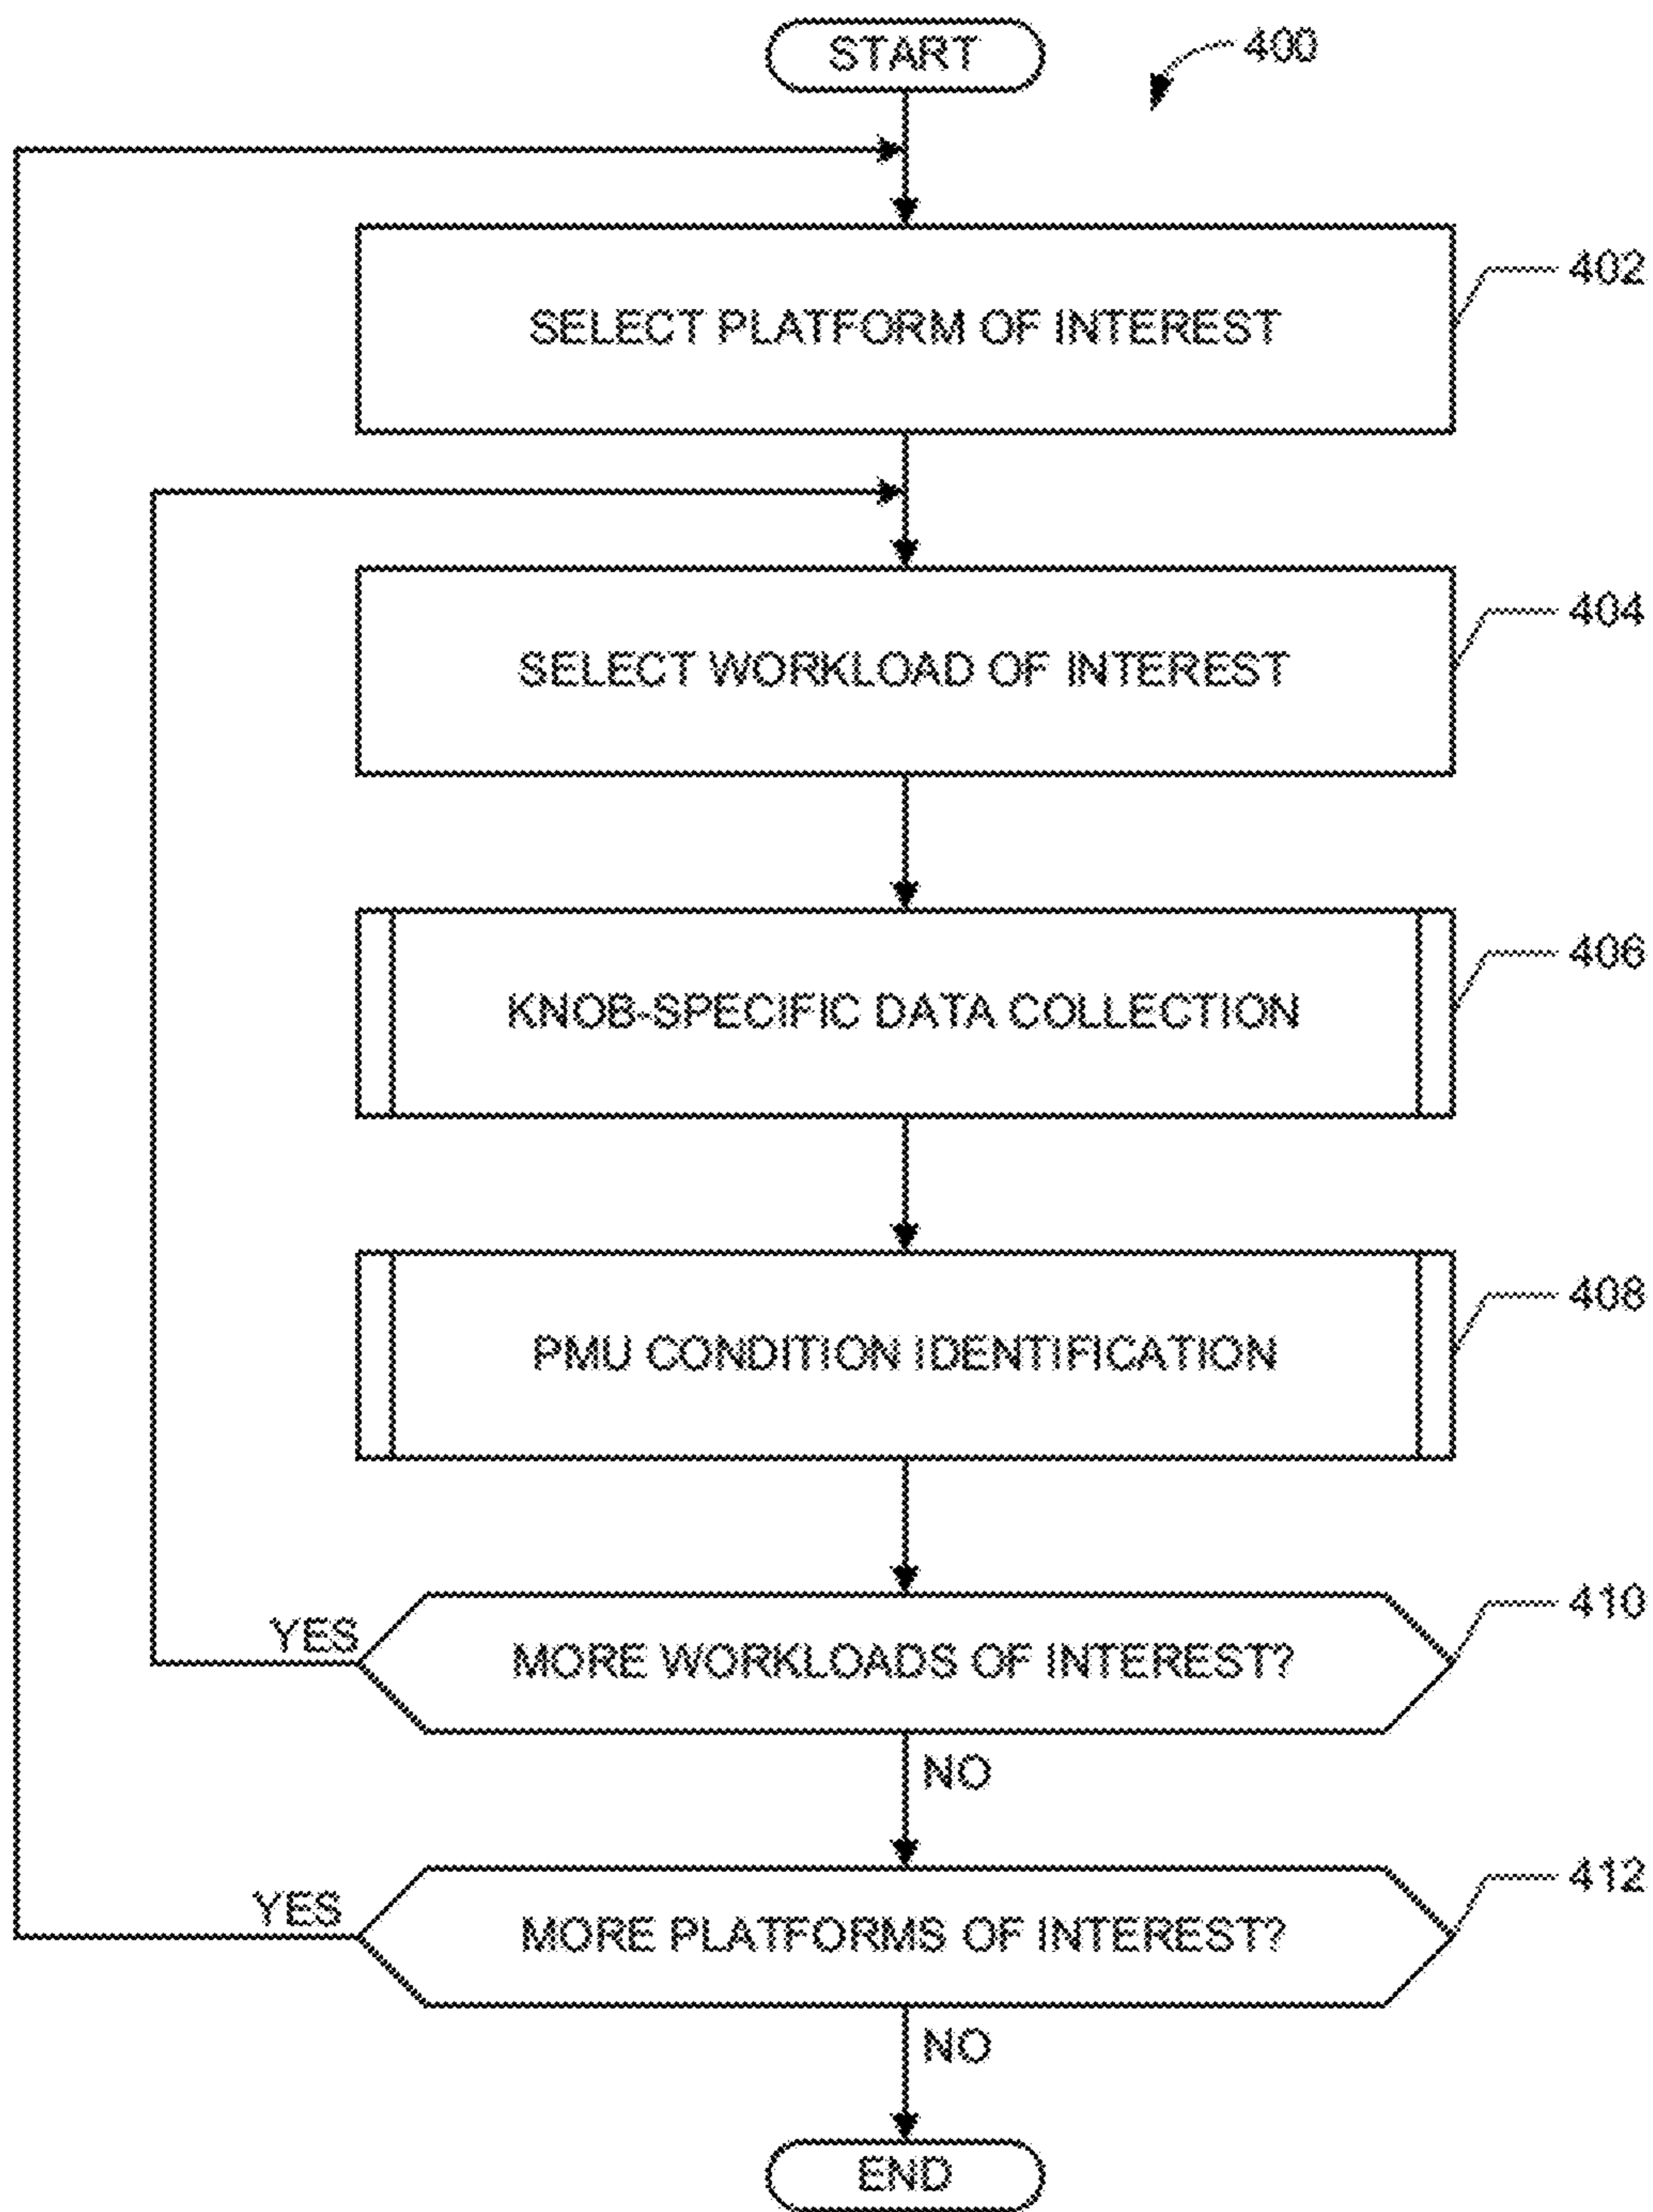 START
400
SELECT PLATFORM OF INTEREST
402
SELECT WORKLOAD OF INTEREST
404
KNOB-SPECIFIC DATA COLLECTION
406
PMU CONDITION IDENTIFICATION
408
YES
MORE WORKLOADS OF INTEREST?
410
NO
YES
MORE PLATFORMS OF INTEREST?
412
NO
END